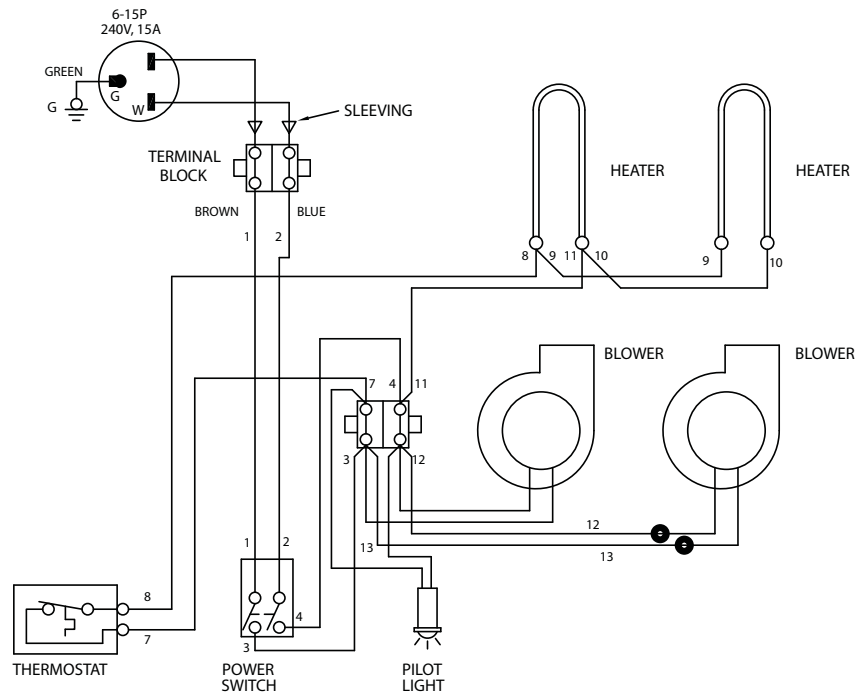 6-15P
240V, 15A
GREEN
G
G
W
SLEEVING
TERMINAL
BLOCK
HEATER
HEATER
BROWN
BLUE
1
2
8
9
11
10
9
10
BLOWER
BLOWER
7
4
11
3
12
12
13
13
1
2
4
3
8
7
THERMOSTAT
POWER
SWITCH
PILOT
LIGHT